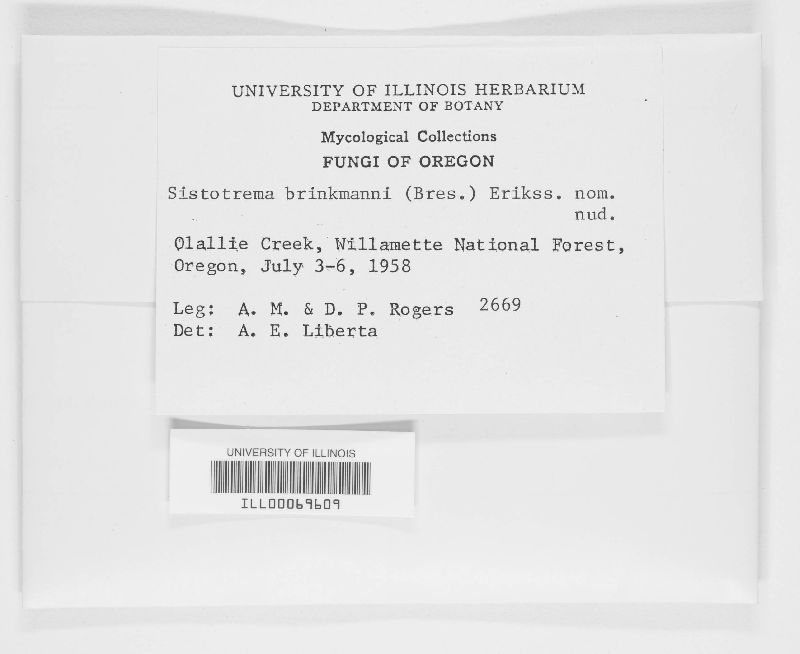 UNIVERSITY OF ILLINOIS HERBARIUM
DEPARTMENT OF BOTANY
Mycological Collections
FUNGI OF OREGON
Sistotrema brinkmanni (Bres.) Erikss. nom.
nud.
Olallie Creek, Willamette National Forest,
Oregon, July 3-6, 1958
Leg: A. M. & D. P. Rogers 2669
Det: A. E. Liberta
UNIVERSITY OF ILLINOIS
ILL00069609